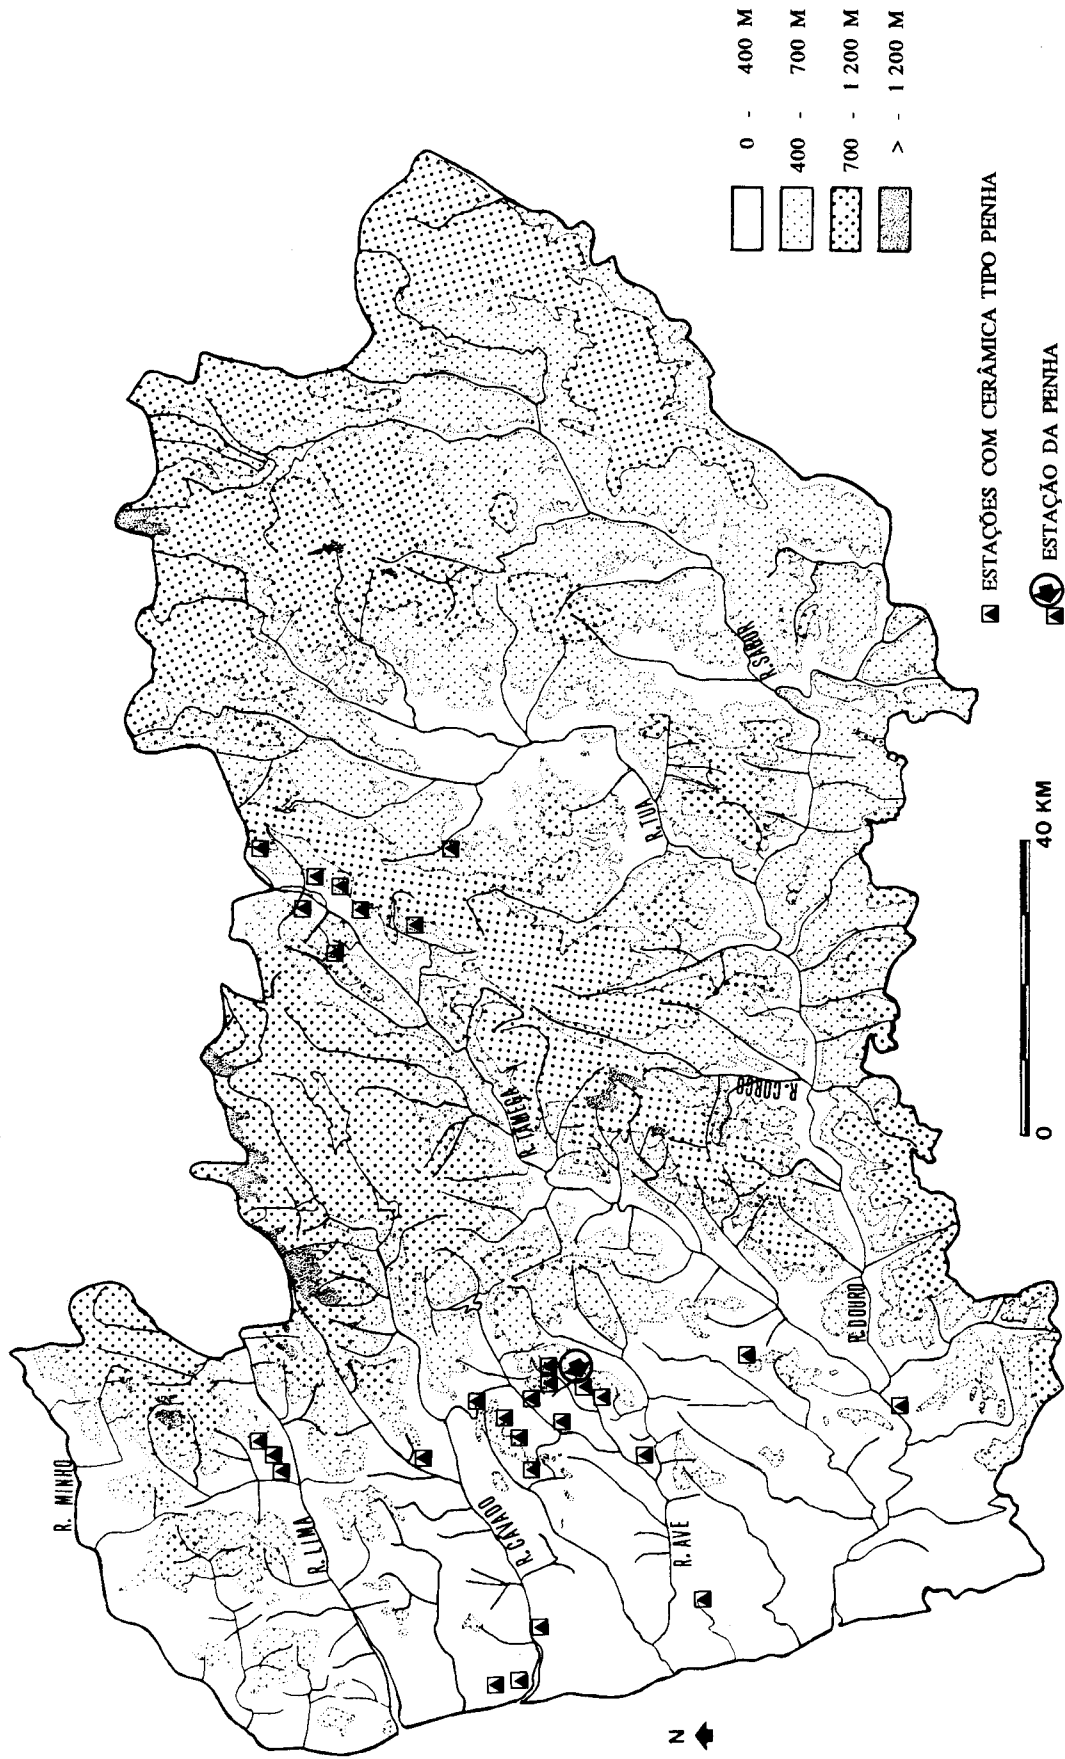 R. MINHO
R. LIMA
R. CÁVADO
R. AVE
R. TÂMEGA
R. DOURO
R. CORGO
R. TUA
R. SABOR
N
0 40 KM
0 - 400 M
400 - 700 M
700 - 1 200 M
> - 1 200 M
ESTAÇÕES COM CERÂMICA TIPO PENHA
ESTAÇÃO DA PENHA